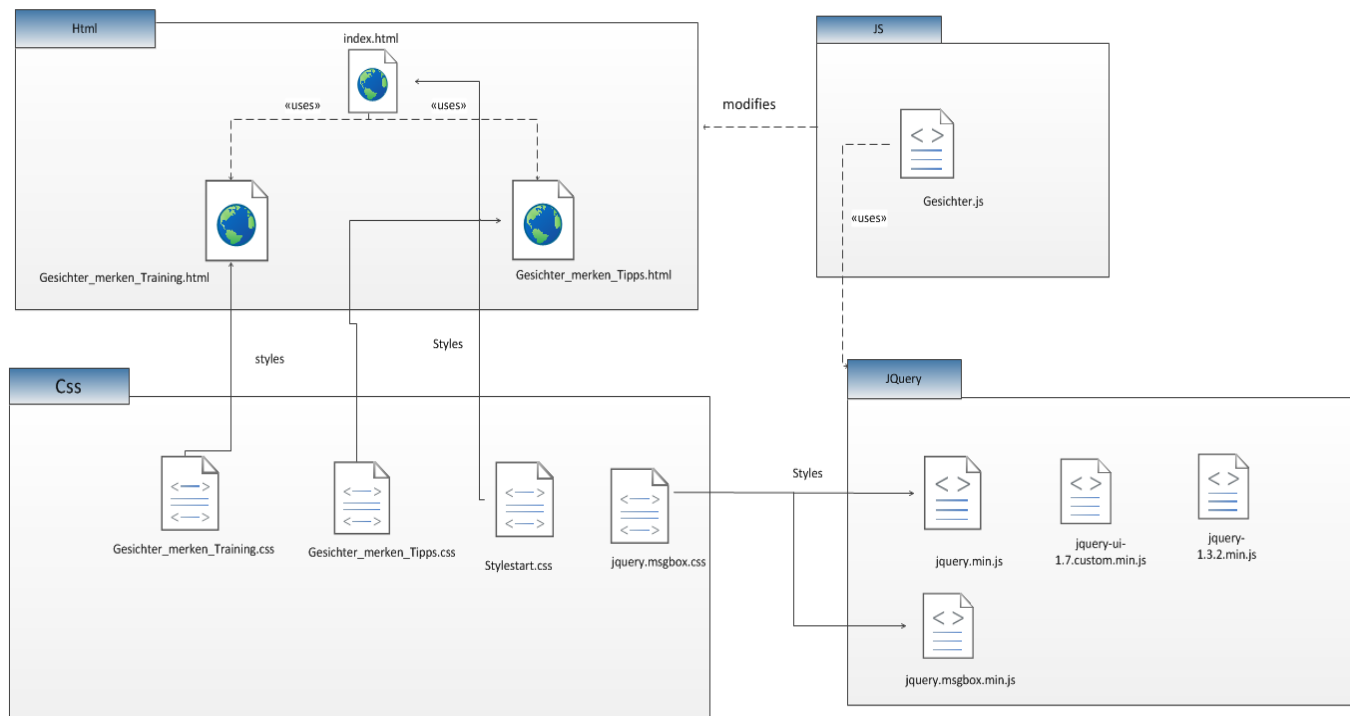 Html
index.html
«uses»
«uses»
Gesichter_merken_Training.html
Gesichter_merken_Tipps.html
modifies
JS
Gesichter.js
«uses»
styles
Styles
Css
Gesichter_merken_Training.css
Gesichter_merken_Tipps.css
Stylestart.css
jquery.msgbox.css
Styles
JQuery
jquery.min.js
jquery-ui-
1.7.custom.min.js
jquery-
1.3.2.min.js
jquery.msgbox.min.js